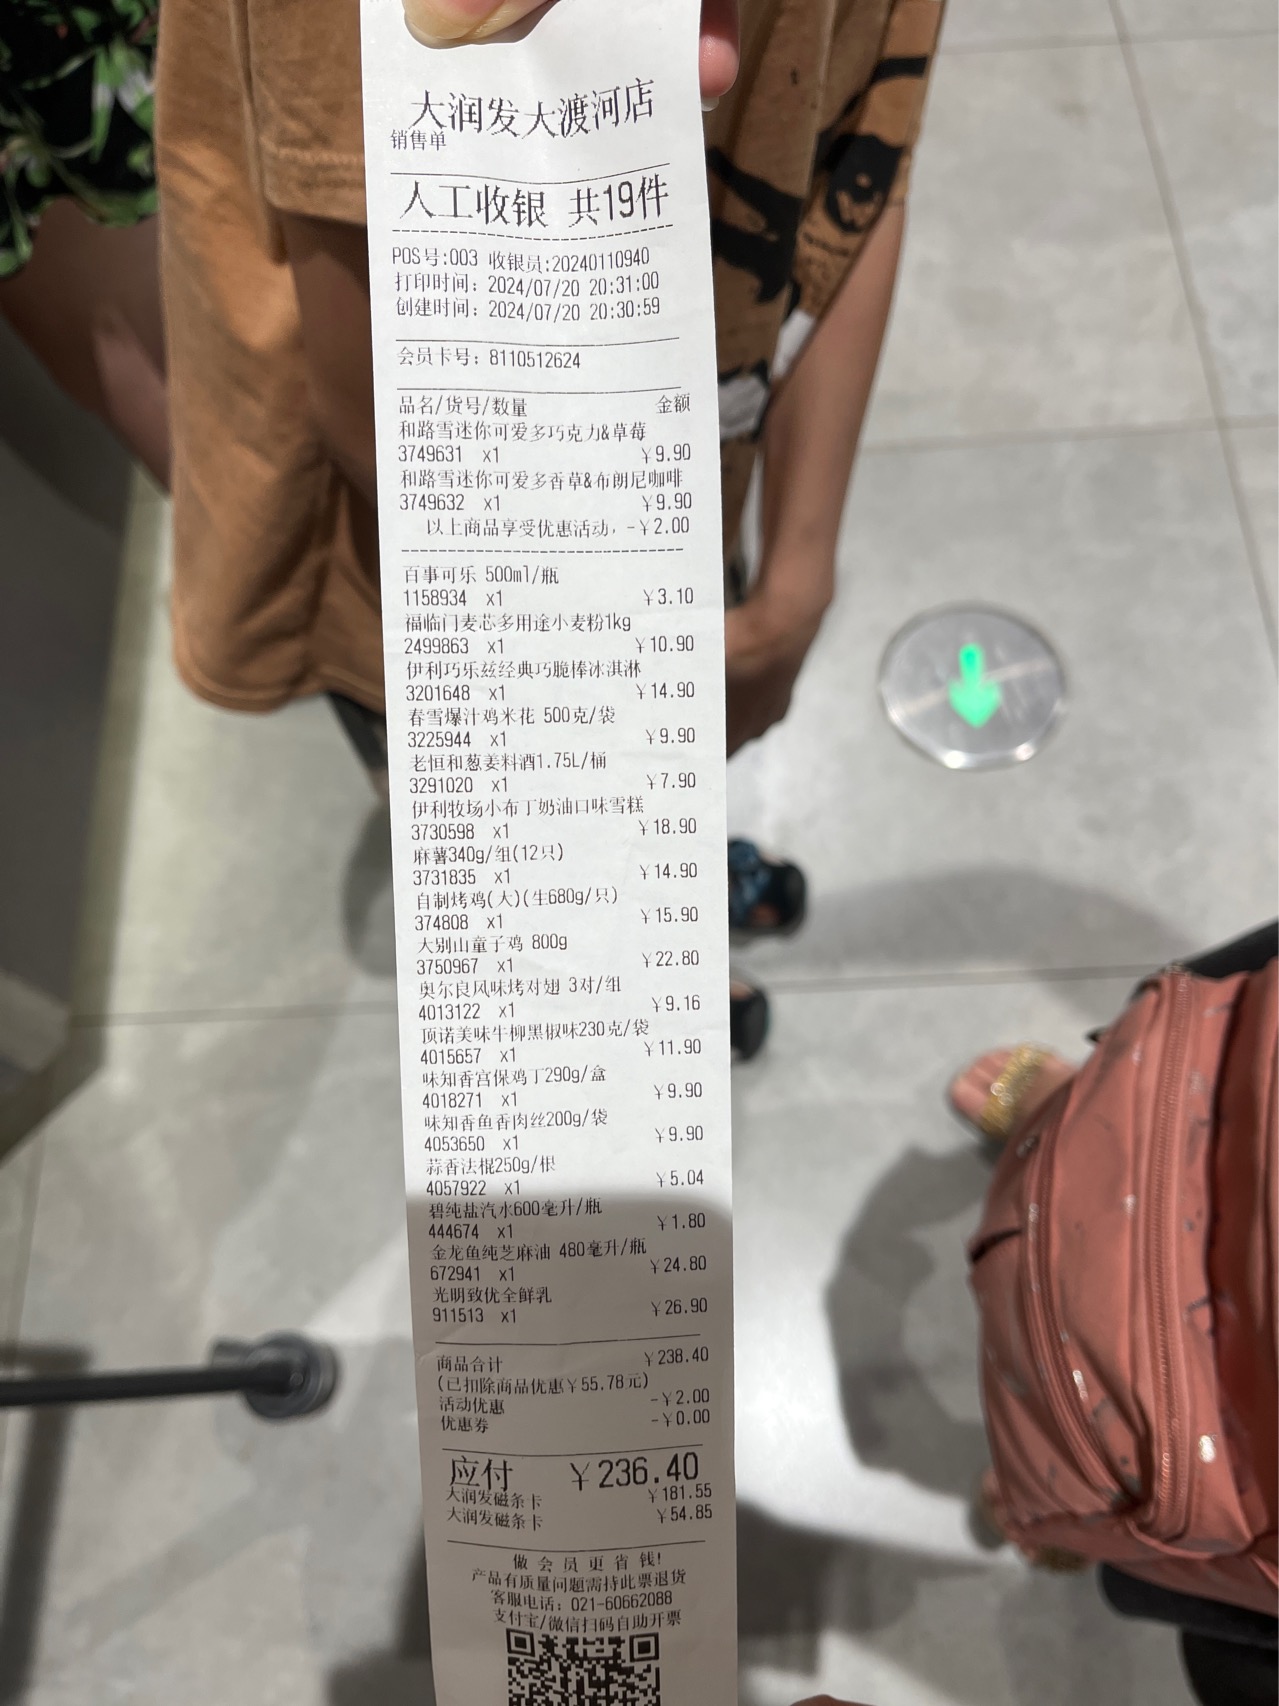 大润发大渡河店
销售单
人工收银 共19件
POS号:003 收银员:20240110940
打印时间: 2024/07/20 20:31:00
创建时间: 2024/07/20 20:30:59
会员卡号: 8110512624
品名/货号/数量 金额
和路雪迷你可爱多巧克力&草莓
3749631 x1 ￥9.90
和路雪迷你可爱多香草&布朗尼咖啡
3749632 x1 ￥9.90
以上商品享受优惠活动, -￥2.00
百事可乐 500ml/瓶
1158934 x1 ￥3.10
福临门麦芯多用途小麦粉1kg
2499863 x1 ￥10.90
伊利巧乐兹经典巧脆棒冰淇淋
3201648 x1 ￥14.90
春雪爆汁鸡米花 500克/袋
3225944 x1 ￥9.90
老恒和葱姜料酒1.75L/桶
3291020 x1 ￥7.90
伊利牧场小布丁奶油口味雪糕
3730598 x1 ￥18.90
麻薯340g/组(12只)
3731835 x1 ￥14.90
自制烤鸡(大)(生680g/只)
374808 x1 ￥15.90
大别山童子鸡 800g
3750967 x1 ￥22.80
奥尔良风味烤对翅 3对/组
4013122 x1 ￥9.16
顶诺美味牛柳黑椒味230克/袋
4015657 x1 ￥11.90
味知香宫保鸡丁290g/盒
4018271 x1 ￥9.90
味知香鱼香肉丝200g/袋
4053650 x1 ￥9.90
蒜香法棍250g/根
4057922 x1 ￥5.04
碧纯盐汽水600毫升/瓶
444674 x1 ￥1.80
金龙鱼纯芝麻油 480毫升/瓶
672941 x1 ￥24.80
光明致优全鲜乳
911513 x1 ￥26.90
商品合计 ￥238.40
(已扣除商品优惠￥55.78元)
活动优惠 -￥2.00
优惠券 -￥0.00
应付 ￥236.40
大润发磁条卡 ￥181.55
大润发磁条卡 ￥54.85
做 会 员 更 省 钱!
产品有质量问题需持此票退货
客服电话: 021-60662088
支付宝/微信扫码自助开票